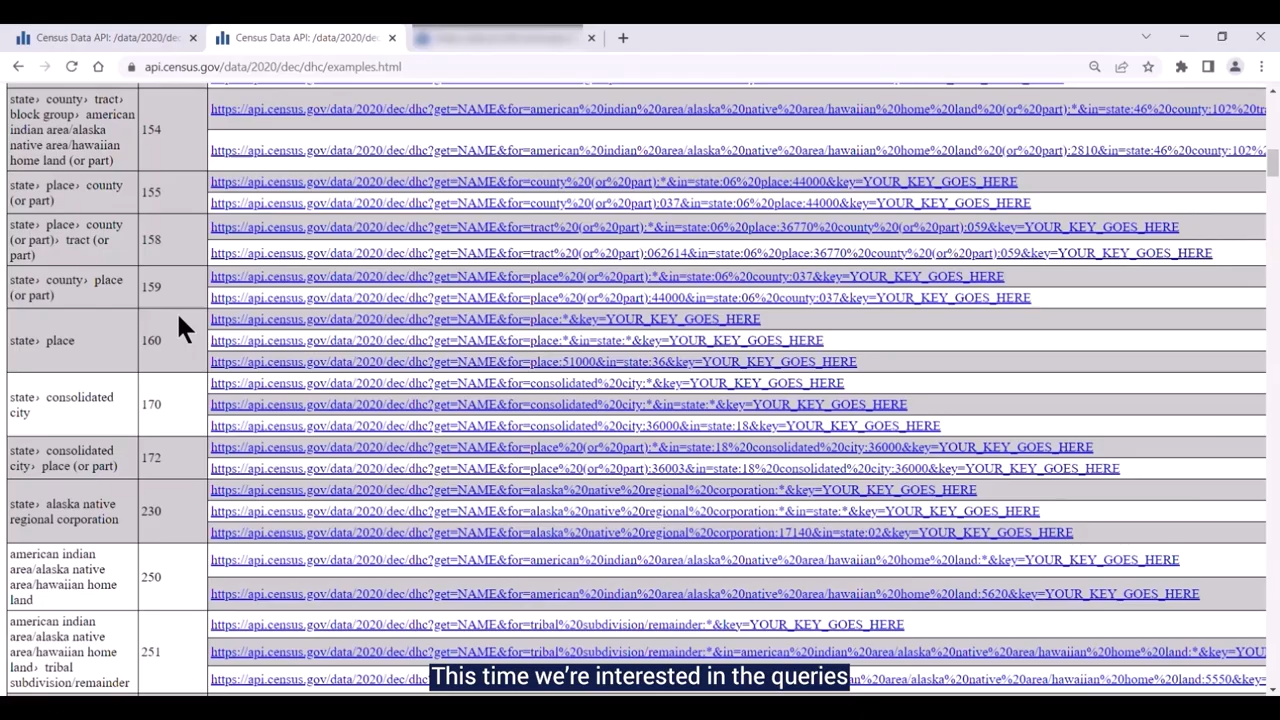 Census Data API: /data/2020/dec
Census Data API: /data/2020/dec
api.census.gov/data/2020/dec/dhc/examples.html
state› county› tract› block group› american indian area/alaska native area/hawaiian home land (or part)
154
https://api.census.gov/data/2020/dec/dhc?get=NAME&for=american%20indian%20area/alaska%20native%20area/hawaiian%20home%20land%20(or%20part):*&in=state:46%20county:102%20tr
https://api.census.gov/data/2020/dec/dhc?get=NAME&for=american%20indian%20area/alaska%20native%20area/hawaiian%20home%20land%20(or%20part):2810&in=state:46%20county:102%
state› place› county (or part)
155
https://api.census.gov/data/2020/dec/dhc?get=NAME&for=county%20(or%20part):*&in=state:06%20place:44000&key=YOUR_KEY_GOES_HERE
https://api.census.gov/data/2020/dec/dhc?get=NAME&for=county%20(or%20part):037&in=state:06%20place:44000&key=YOUR_KEY_GOES_HERE
state› place› county (or part)› tract (or part)
158
https://api.census.gov/data/2020/dec/dhc?get=NAME&for=tract%20(or%20part):*&in=state:06%20place:36770%20county%20(or%20part):059&key=YOUR_KEY_GOES_HERE
https://api.census.gov/data/2020/dec/dhc?get=NAME&for=tract%20(or%20part):062614&in=state:06%20place:36770%20county%20(or%20part):059&key=YOUR_KEY_GOES_HERE
state› county› place (or part)
159
https://api.census.gov/data/2020/dec/dhc?get=NAME&for=place%20(or%20part):*&in=state:06%20county:037&key=YOUR_KEY_GOES_HERE
https://api.census.gov/data/2020/dec/dhc?get=NAME&for=place%20(or%20part):44000&in=state:06%20county:037&key=YOUR_KEY_GOES_HERE
state› place
160
https://api.census.gov/data/2020/dec/dhc?get=NAME&for=place:*&key=YOUR_KEY_GOES_HERE
https://api.census.gov/data/2020/dec/dhc?get=NAME&for=place:*&in=state:*&key=YOUR_KEY_GOES_HERE
https://api.census.gov/data/2020/dec/dhc?get=NAME&for=place:51000&in=state:36&key=YOUR_KEY_GOES_HERE
state› consolidated city
170
https://api.census.gov/data/2020/dec/dhc?get=NAME&for=consolidated%20city:*&key=YOUR_KEY_GOES_HERE
https://api.census.gov/data/2020/dec/dhc?get=NAME&for=consolidated%20city:*&in=state:*&key=YOUR_KEY_GOES_HERE
https://api.census.gov/data/2020/dec/dhc?get=NAME&for=consolidated%20city:36000&in=state:18&key=YOUR_KEY_GOES_HERE
state› consolidated city› place (or part)
172
https://api.census.gov/data/2020/dec/dhc?get=NAME&for=place%20(or%20part):*&in=state:18%20consolidated%20city:36000&key=YOUR_KEY_GOES_HERE
https://api.census.gov/data/2020/dec/dhc?get=NAME&for=place%20(or%20part):36003&in=state:18%20consolidated%20city:36000&key=YOUR_KEY_GOES_HERE
state› alaska native regional corporation
230
https://api.census.gov/data/2020/dec/dhc?get=NAME&for=alaska%20native%20regional%20corporation:*&key=YOUR_KEY_GOES_HERE
https://api.census.gov/data/2020/dec/dhc?get=NAME&for=alaska%20native%20regional%20corporation:*&in=state:*&key=YOUR_KEY_GOES_HERE
https://api.census.gov/data/2020/dec/dhc?get=NAME&for=alaska%20native%20regional%20corporation:17140&in=state:02&key=YOUR_KEY_GOES_HERE
american indian area/alaska native area/hawaiian home land
250
https://api.census.gov/data/2020/dec/dhc?get=NAME&for=american%20indian%20area/alaska%20native%20area/hawaiian%20home%20land:*&key=YOUR_KEY_GOES_HERE
https://api.census.gov/data/2020/dec/dhc?get=NAME&for=american%20indian%20area/alaska%20native%20area/hawaiian%20home%20land:5620&key=YOUR_KEY_GOES_HERE
american indian area/alaska native area/hawaiian home land› tribal subdivision/remainder
251
https://api.census.gov/data/2020/dec/dhc?get=NAME&for=tribal%20subdivision/remainder:*&key=YOUR_KEY_GOES_HERE
https://api.census.gov/data/2020/dec/dhc?get=NAME&for=tribal%20subdivision/remainder:*&in=american%20indian%20area/alaska%20native%20area/hawaiian%20home%20land:*&key=YOU
https://api.census.gov/data/2020/dec/dhc? an%20indian%20area/alaska%20native%20area/hawaiian%20home%20land:5550&key=
This time we're interested in the queries